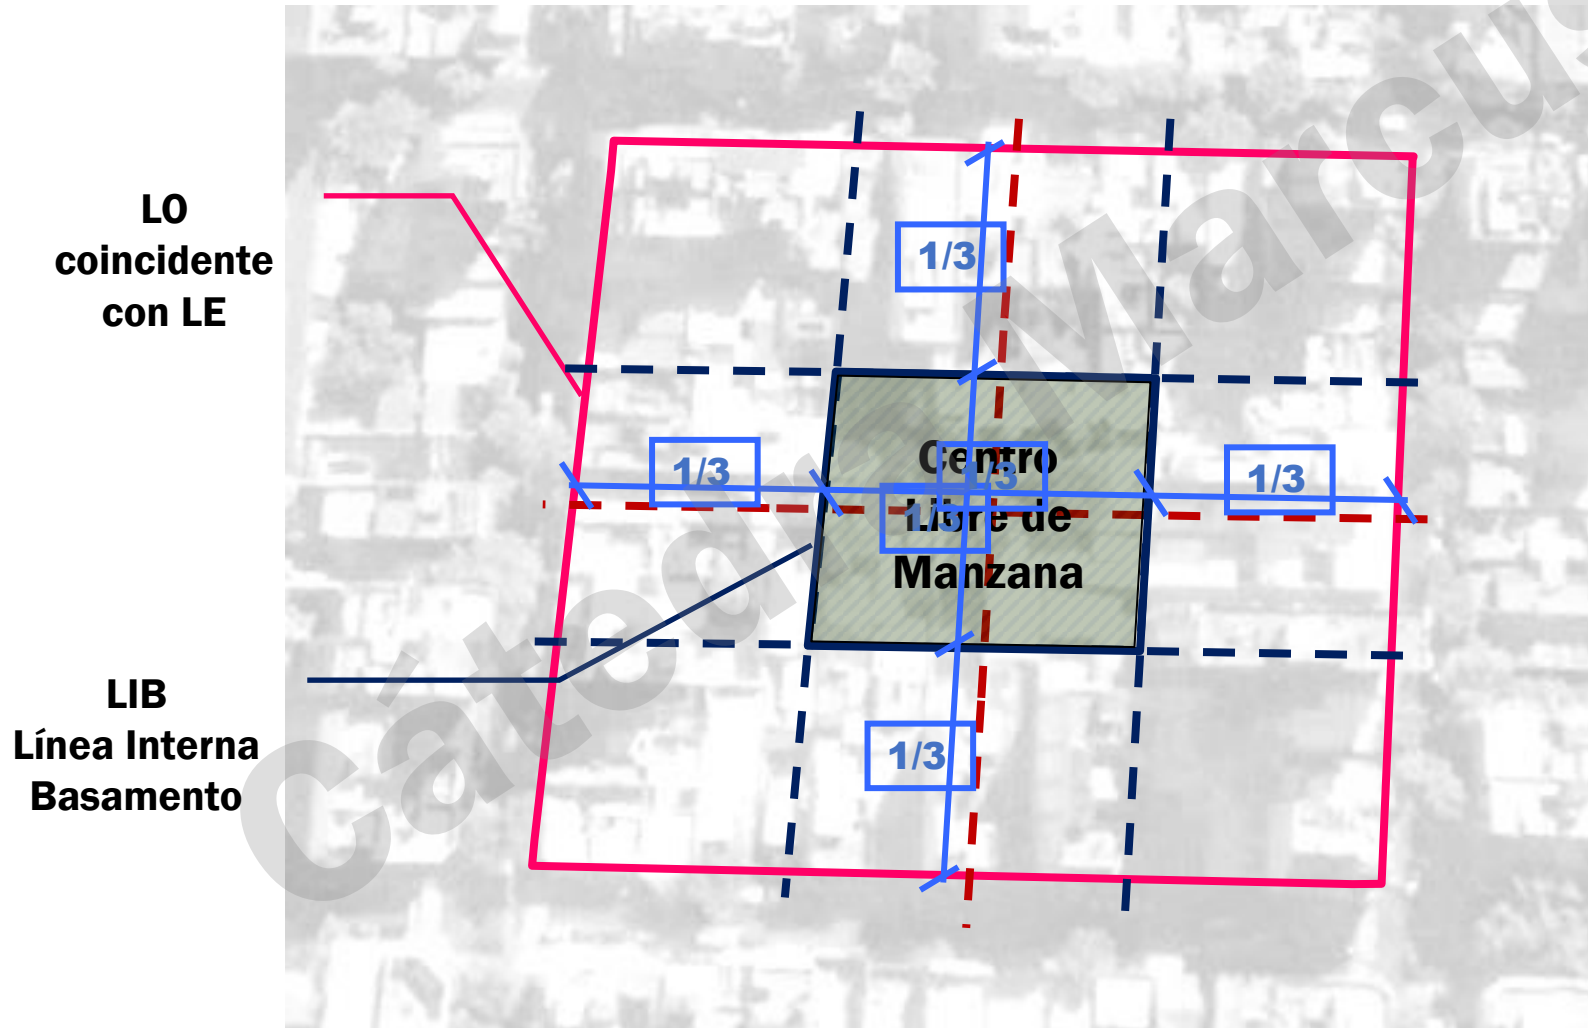 LO
coincidente
con LE
1/3
1/3
Centro
1/3
Libre de
1/3
Manzana
1/3
1/3
LIB
Línea Interna
Basamento
Cátedra Marcus